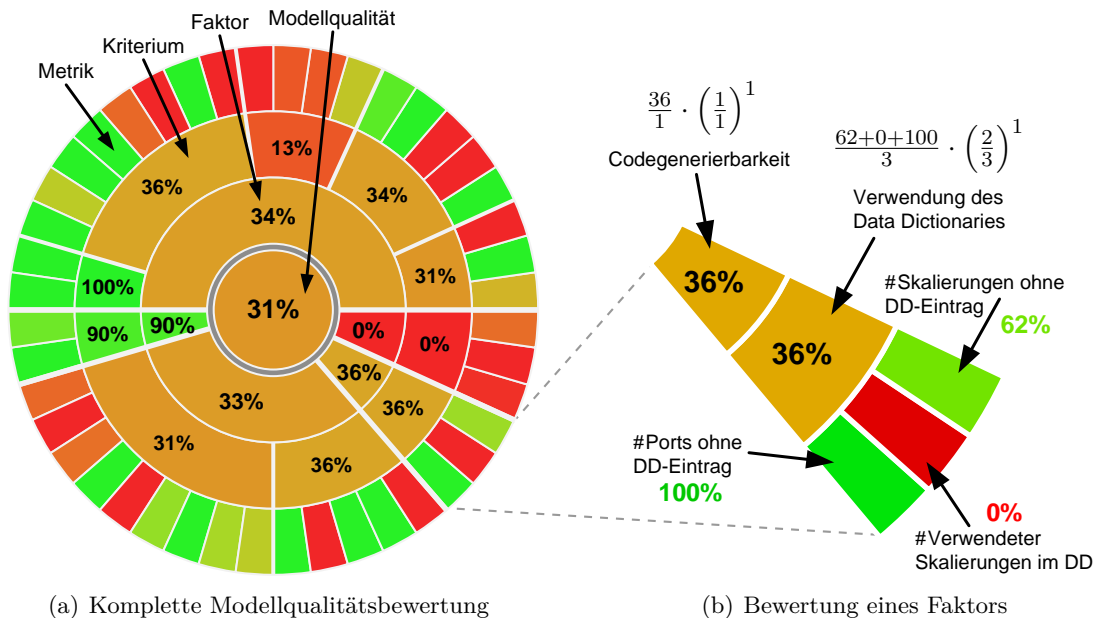 Modellqualität
Faktor
Kriterium
Metrik
13%
36%
34%
34%
31%
100%
31%
90%
90%
0%
0%
36%
36%
33%
31%
36%
(a) Komplette Modellqualitätsbewertung
36/1 · (1/1)^1
Codegenerierbarkeit
62+0+100/3 · (2/3)^1
Verwendung des
Data Dictionaries
#Skalierungen ohne
DD-Eintrag
62%
36%
36%
#Ports ohne
DD-Eintrag
100%
0%
#Verwendeter
Skalierungen im DD
(b) Bewertung eines Faktors